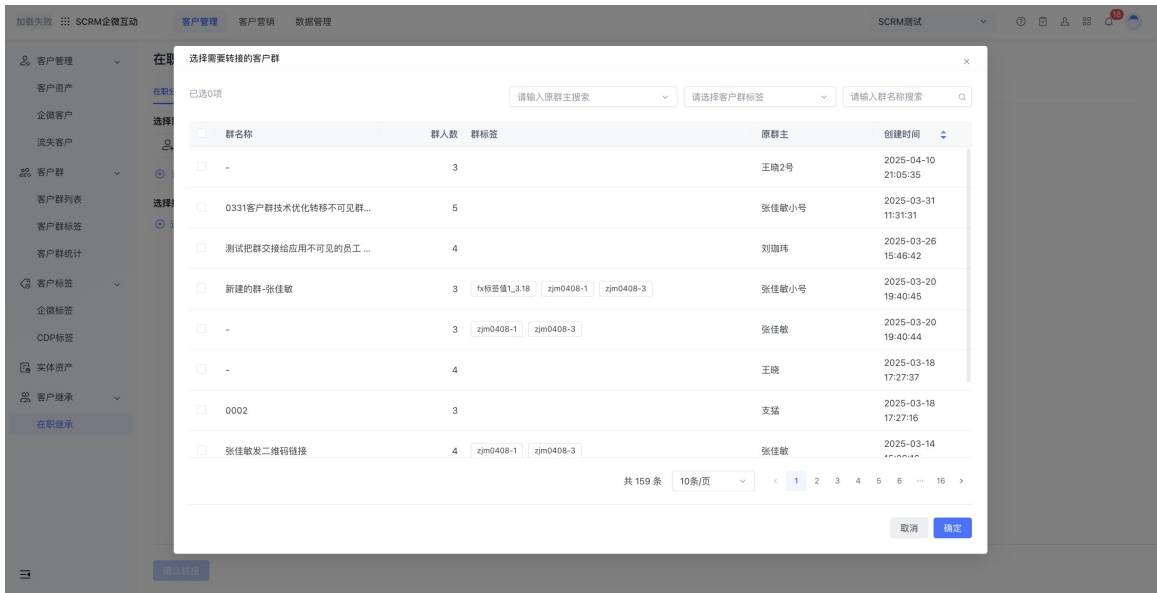 加载失败 SCRM企微互动 客户管理 客户营销 数据管理 SCRM测试 18
客户管理
客户资产
企微客户
流失客户
客户群
客户群列表
客户群标签
客户群统计
客户标签
企微标签
CDP标签
实体资产
客户继承
在职继承
在职
在职分
选择
选择
选择需要转接的客户群
已选0项 请输入原群主搜索 请选择客户群标签 请输入群名称搜索
群名称 群人数 群标签 原群主 创建时间
- 3 王晓2号 2025-04-10
21:05:35
0331客户群技术优化转移不可见群... 5 张佳敏小号 2025-03-31
11:31:31
测试把群交接给应用不可见的员工 ... 4 刘珈玮 2025-03-26
15:46:42
新建的群-张佳敏 3 fx标签值1_3.18 zjm0408-1 zjm0408-3 张佳敏小号 2025-03-20
19:40:45
- 3 zjm0408-1 zjm0408-3 张佳敏 2025-03-20
19:40:44
- 4 王晓 2025-03-18
17:27:37
0002 3 支猛 2025-03-18
17:27:16
张佳敏发二维码链接 4 zjm0408-1 zjm0408-3 张佳敏 2025-03-14
共 159 条 10条/页 1 2 3 4 5 6 ··· 16
取消 确定
确认转接